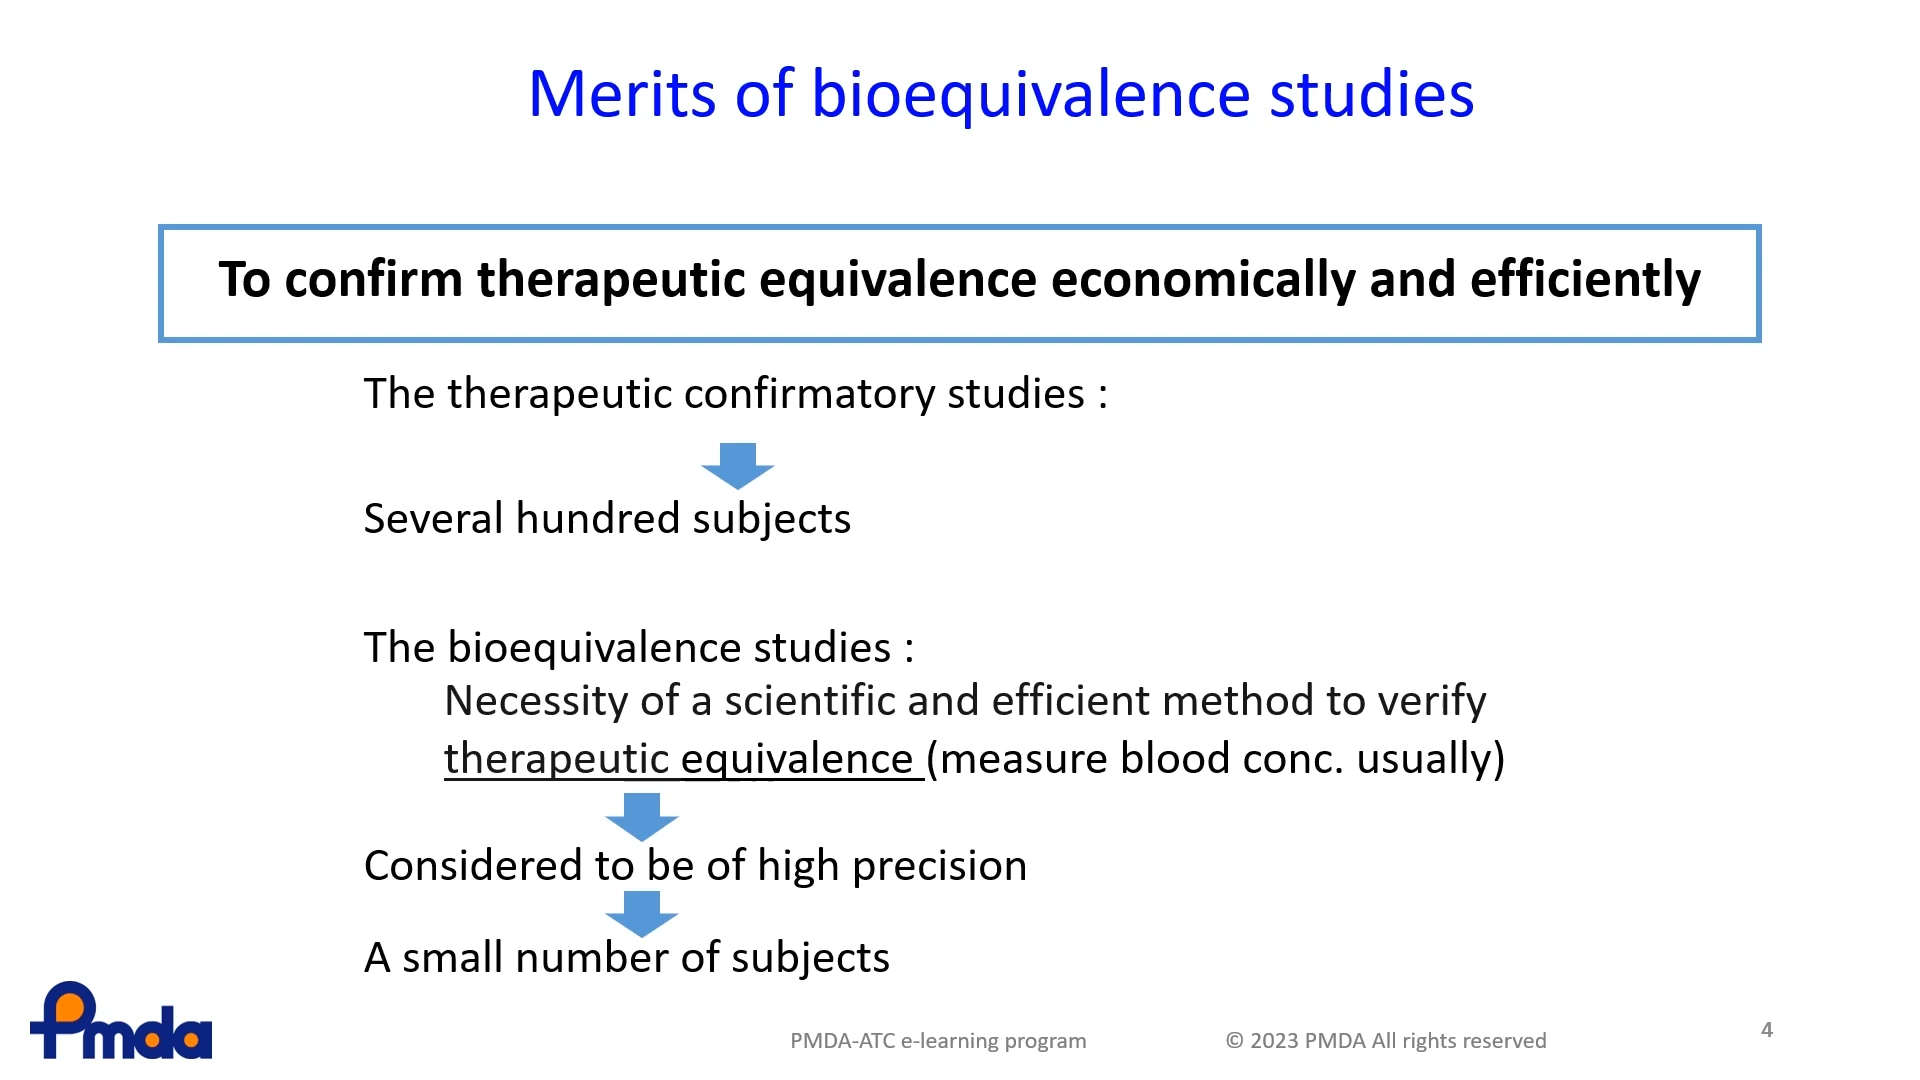 Merits of bioequivalence studies
To confirm therapeutic equivalence economically and efficiently
The therapeutic confirmatory studies :
Several hundred subjects
The bioequivalence studies :
Necessity of a scientific and efficient method to verify
therapeutic equivalence (measure blood conc. usually)
Considered to be of high precision
A small number of subjects
Pmda
PMDA-ATC e-learning program
© 2023 PMDA All rights reserved
4